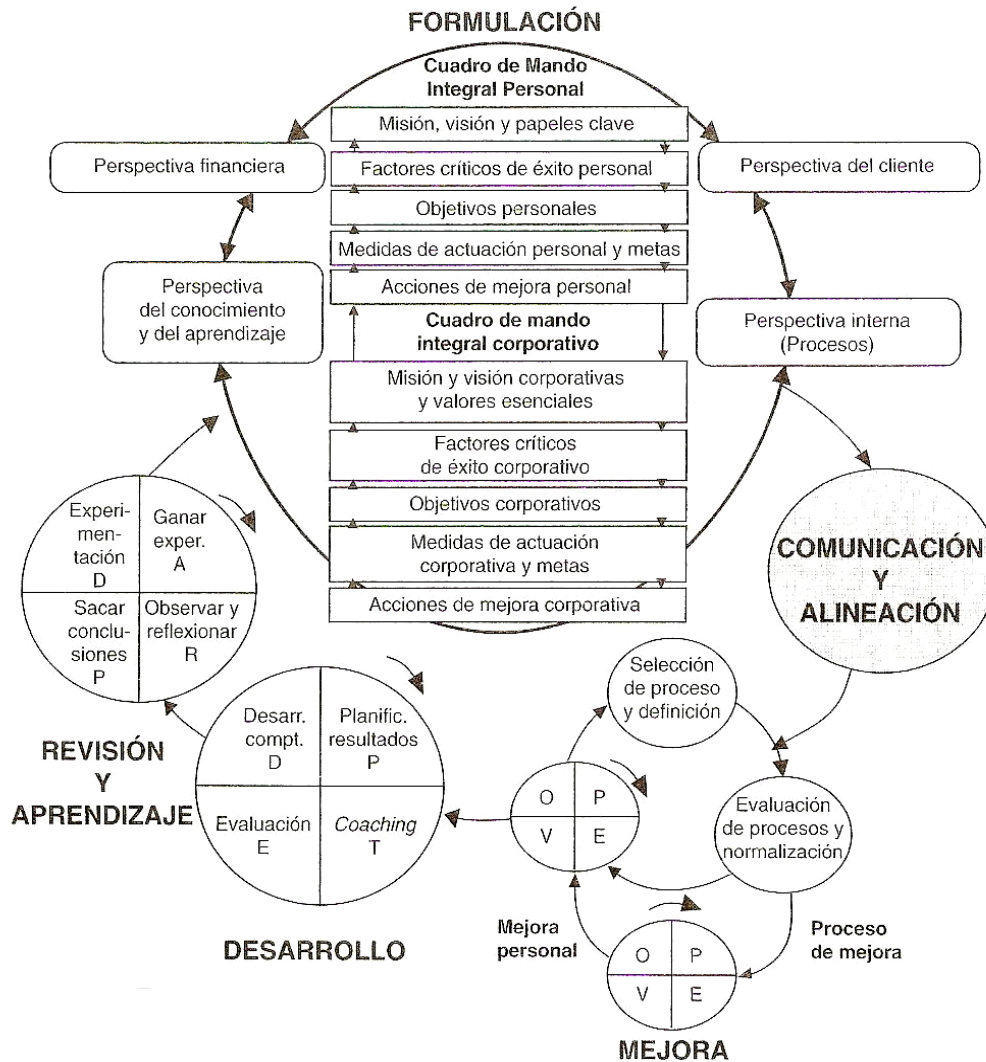 FORMULACIÓN
Cuadro de Mando
Integral Personal
Misión, visión y papeles clave
Perspectiva financiera
Factores críticos de éxito personal
Perspectiva del cliente
Objetivos personales
Medidas de actuación personal y metas
Perspectiva
del conocimiento
y del aprendizaje
Acciones de mejora personal
Cuadro de mando
integral corporativo
Perspectiva interna
(Procesos)
Misión y visión corporativas
y valores esenciales
Factores críticos
de éxito corporativo
Objetivos corporativos
Medidas de actuación
corporativa y metas
Acciones de mejora corporativa
COMUNICACIÓN
Y
ALINEACIÓN
Experi-
men-
tación
D
Ganar
exper.
A
Sacar
conclu-
siones
P
Observar y
reflexionar
R
REVISIÓN
Y
APRENDIZAJE
Desarr.
compt.
D
Planific.
resultados
P
Evaluación
E
Coaching
T
DESARROLLO
Selección
de proceso
y definición
O
P
V
E
Evaluación
de procesos y
normalización
Mejora
personal
Proceso
de mejora
O
P
V
E
MEJORA